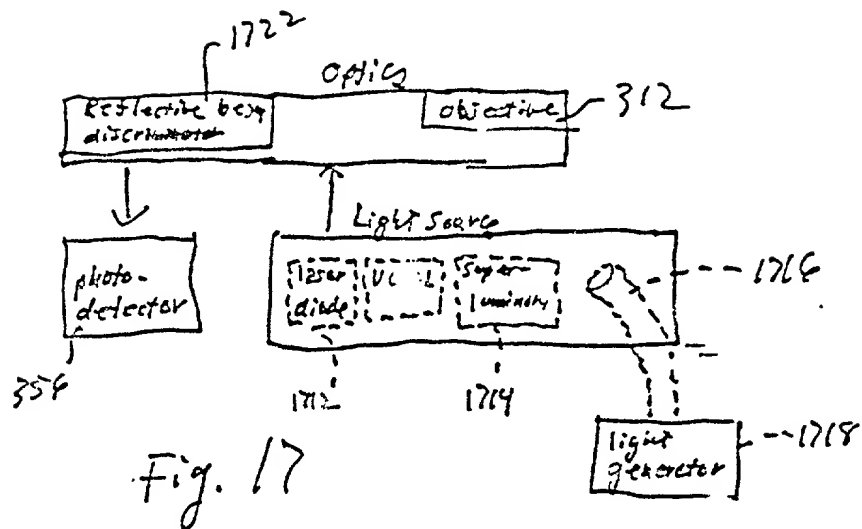 1722
Optics
Reflective beam
discriminator
objective
312
Light Source
photo-
detector
laser
diode
Super-
luminary
1716
354
1712
1714
light
generator
1718
Fig. 17